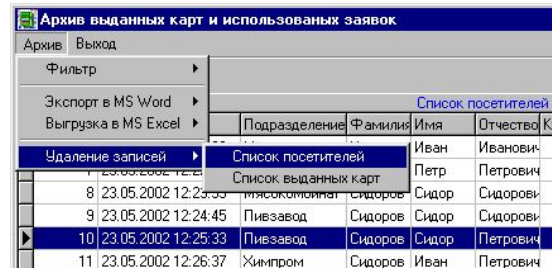 Архив выданных карт и использованых заявок
Архив Выход
Фильтр
Экспорт в MS Word
Выгрузка в MS Excel
Удаление записей
Список посетителей
Список выданных карт
Список посетителей
Подразделение Фамилия Имя Отчество К
Иван Иванович
Петр Петрович
8 23.05.2002 12:23:53 Мясокомбинат Сидоров Сидор Сидорови
9 23.05.2002 12:24:45 Пивзавод Сидоров Сидор Сидорови
10 23.05.2002 12:25:33 Пивзавод Сидоров Сидор Петрович
11 23.05.2002 12:26:37 Химпром Сидоров Иван Петрович